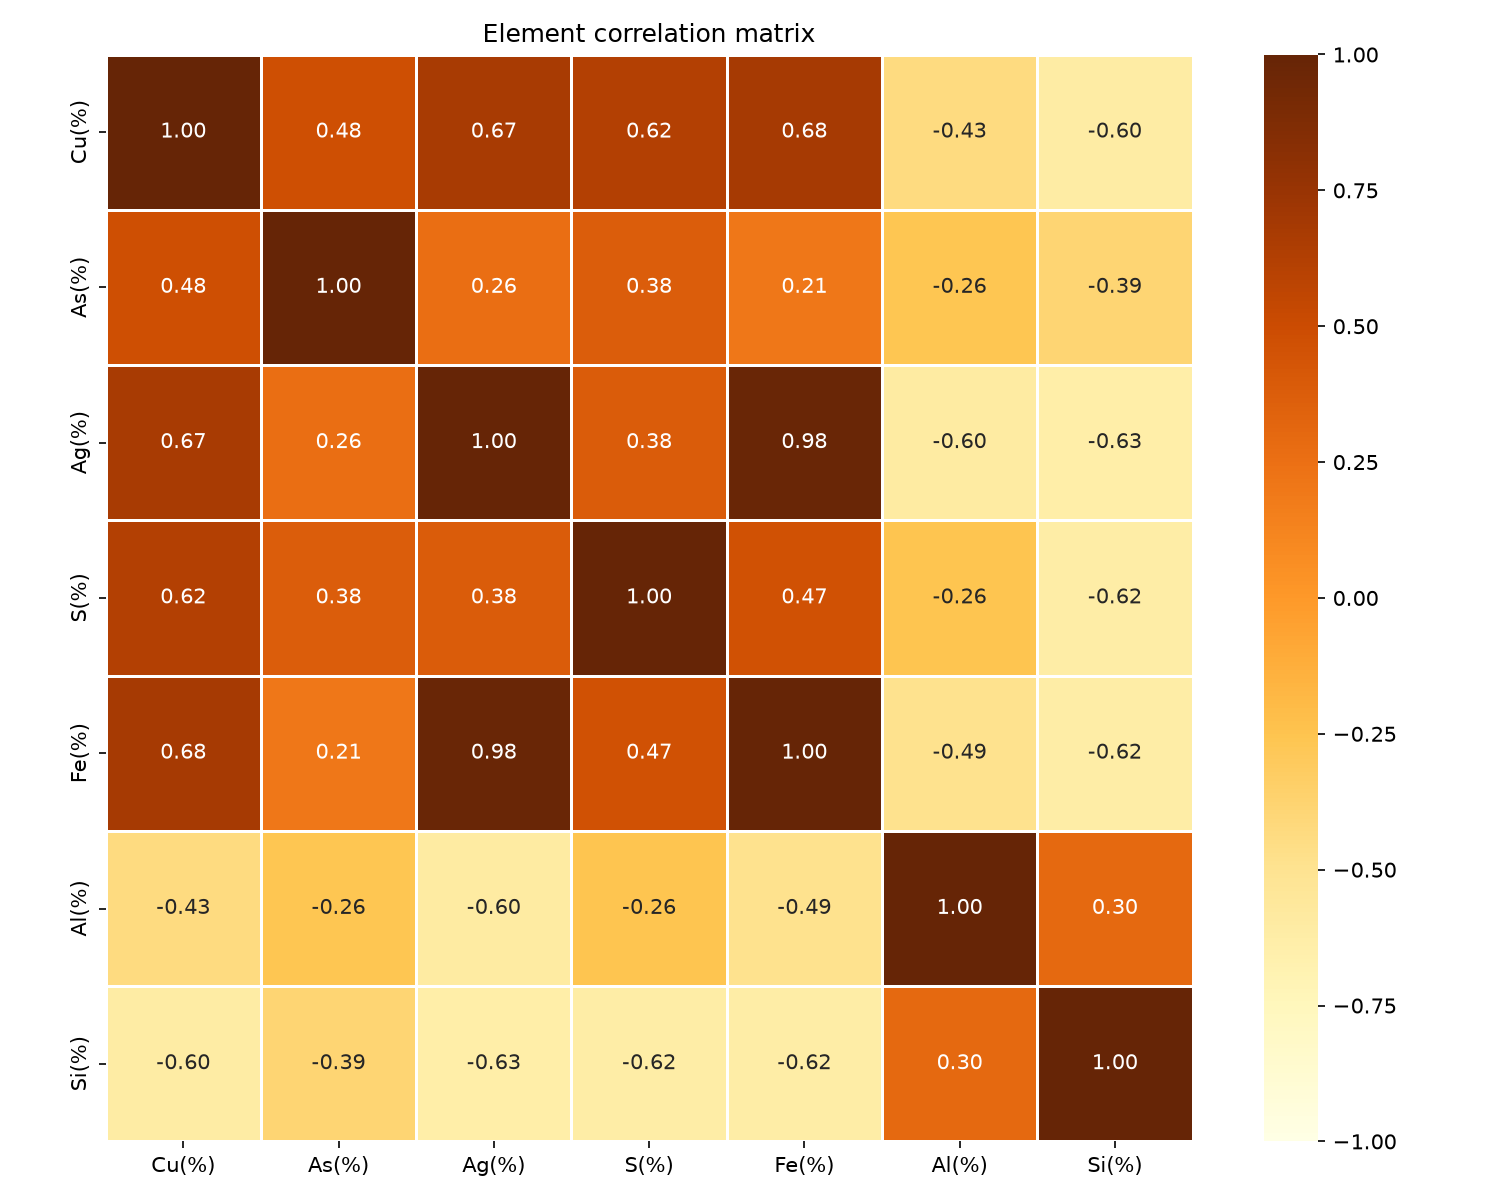 Element correlation matrix
Cu(%) 1.00 0.48 0.67 0.62 0.68 -0.43 -0.60
As(%) 0.48 1.00 0.26 0.38 0.21 -0.26 -0.39
Ag(%) 0.67 0.26 1.00 0.38 0.98 -0.60 -0.63
S(%) 0.62 0.38 0.38 1.00 0.47 -0.26 -0.62
Fe(%) 0.68 0.21 0.98 0.47 1.00 -0.49 -0.62
Al(%) -0.43 -0.26 -0.60 -0.26 -0.49 1.00 0.30
Si(%) -0.60 -0.39 -0.63 -0.62 -0.62 0.30 1.00
Cu(%) As(%) Ag(%) S(%) Fe(%) Al(%) Si(%)
1.00
0.75
0.50
0.25
0.00
−0.25
−0.50
−0.75
−1.00